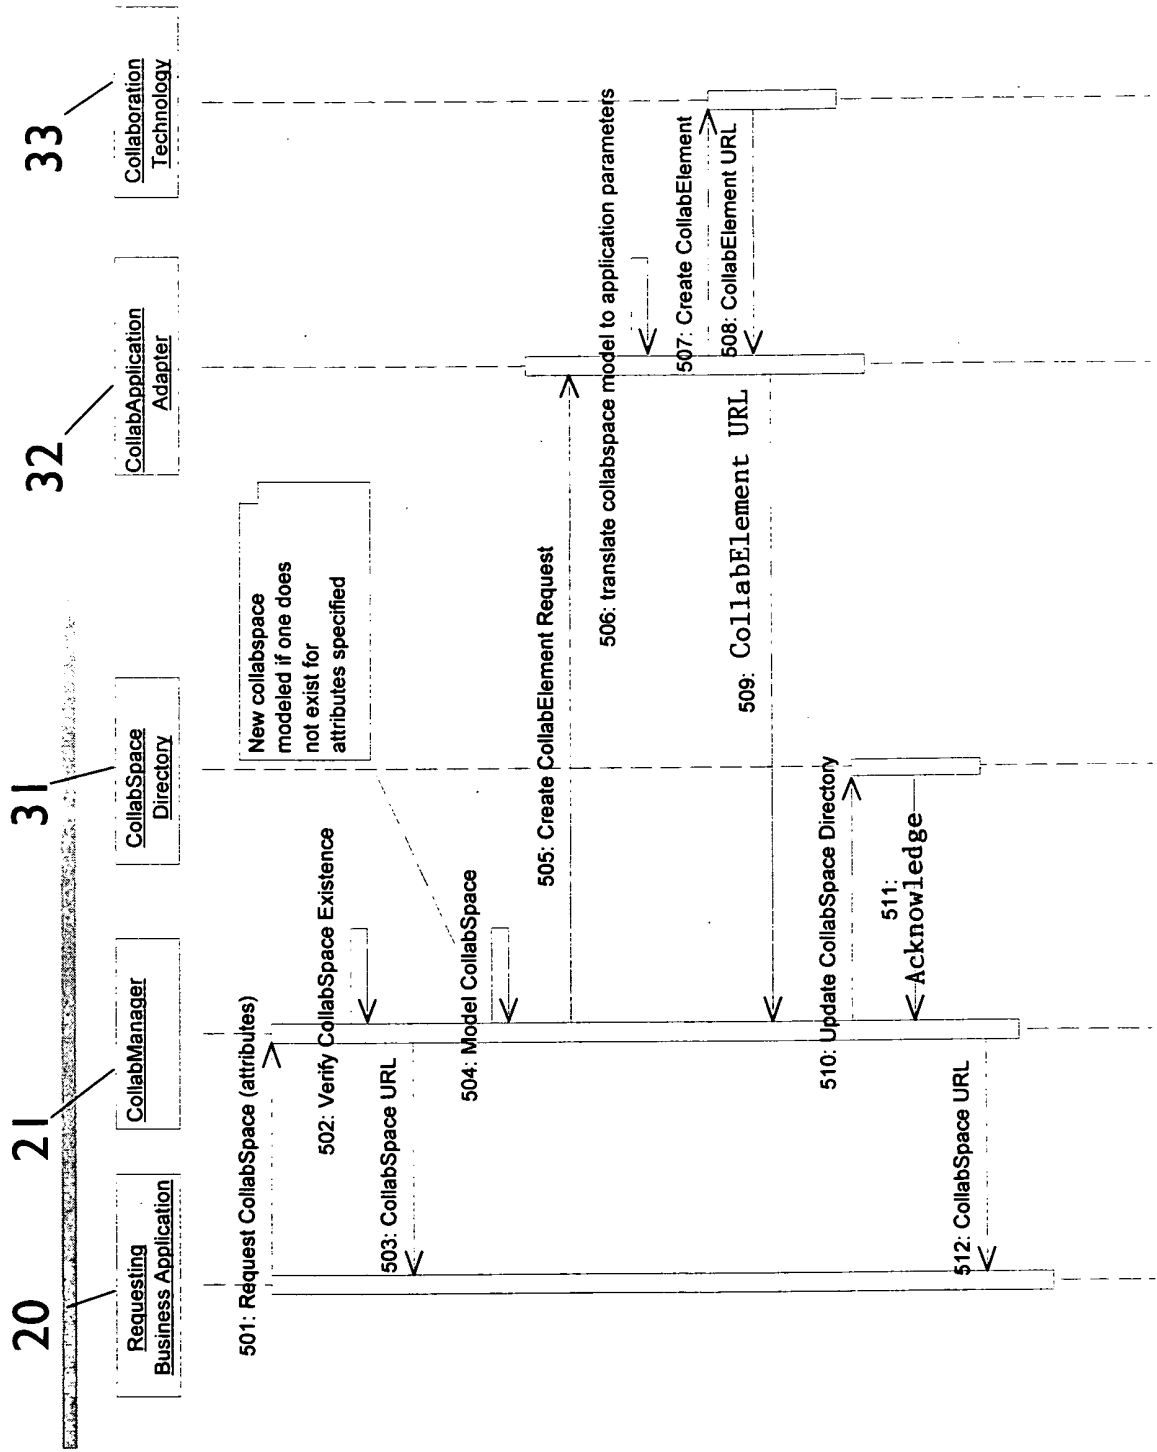 20
21
31
32
33
Requesting
Business Application
CollabManager
CollabSpace
Directory
CollabApplication
Adapter
Collaboration
Technology
501: Request CollabSpace (attributes)
New collabspace
modeled if one does
not exist for
attributes specified
502: Verify CollabSpace Existence
503: CollabSpace URL
504: Model CollabSpace
505: Create CollabElement Request
506: translate collabspace model to application parameters
507: Create CollabElement
508: CollabElement URL
509: CollabElement URL
510: Update CollabSpace Directory
511:
Acknowledge
512: CollabSpace URL